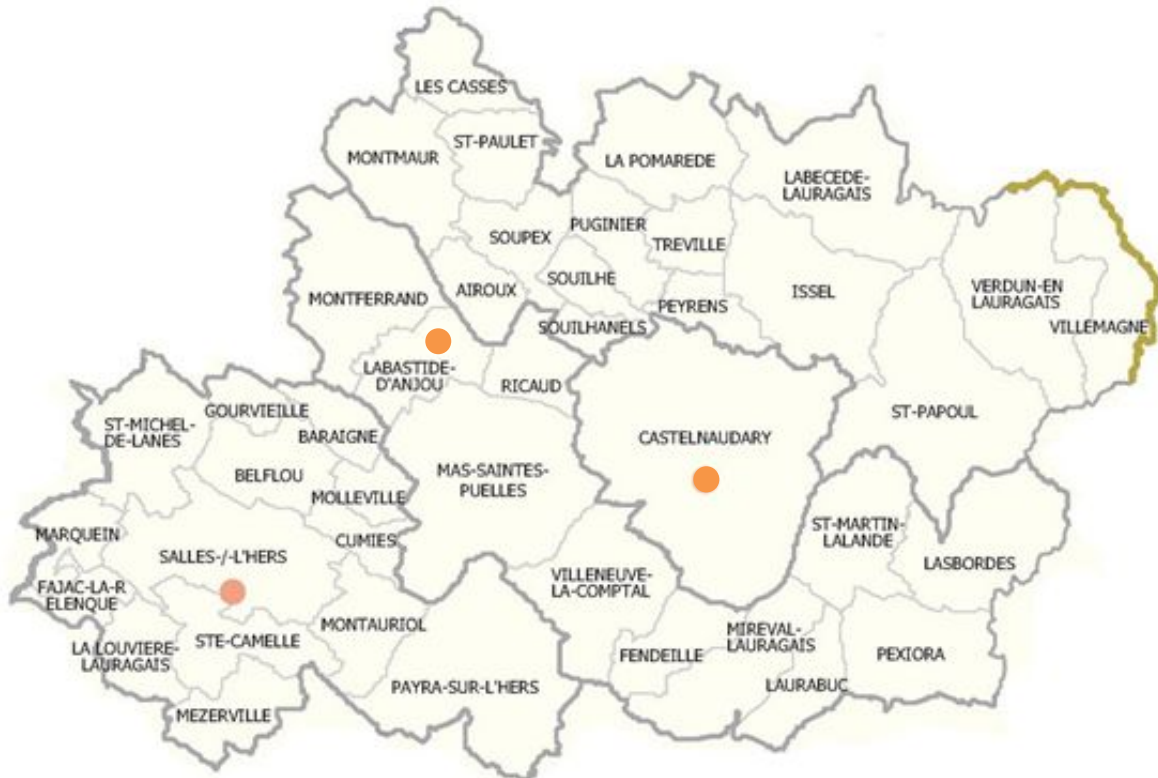 LES CASSES
ST-PAULET
MONTMAUR
LA POMAREDE
LABECEDE-
LAURAGAIS
PUGINIER
SOUPEX
TREVILLE
SOUILHE
AIROUX
MONTFERRAND
PEYRENS
ISSEL
VERDUN-EN
LAURAGAIS
VILLEMAGNE
SOUILHANELS
LABASTIDE-
D'ANJOU
RICAUD
GOURVIEILLE
ST-MICHEL-
DE-LANES
BARAIGNE
ST-PAPOUL
CASTELNAUDARY
BELFLOU
MAS-SAINTES-
PUELLES
MOLLEVILLE
MARQUEIN
CUMIES
ST-MARTIN-
LALANDE
SALLES-/-L'HERS
LASBORDES
VILLENEUVE-
LA-COMPTAL
FAJAC-LA-R
ELENQUE
MONTAURIOL
STE-CAMELLE
MIREVAL-
LAURAGAIS
LA LOUVIERE-
LAURAGAIS
FENDEILLE
PEXIORA
PAYRA-SUR-L'HERS
LAURABUC
MEZERVILLE